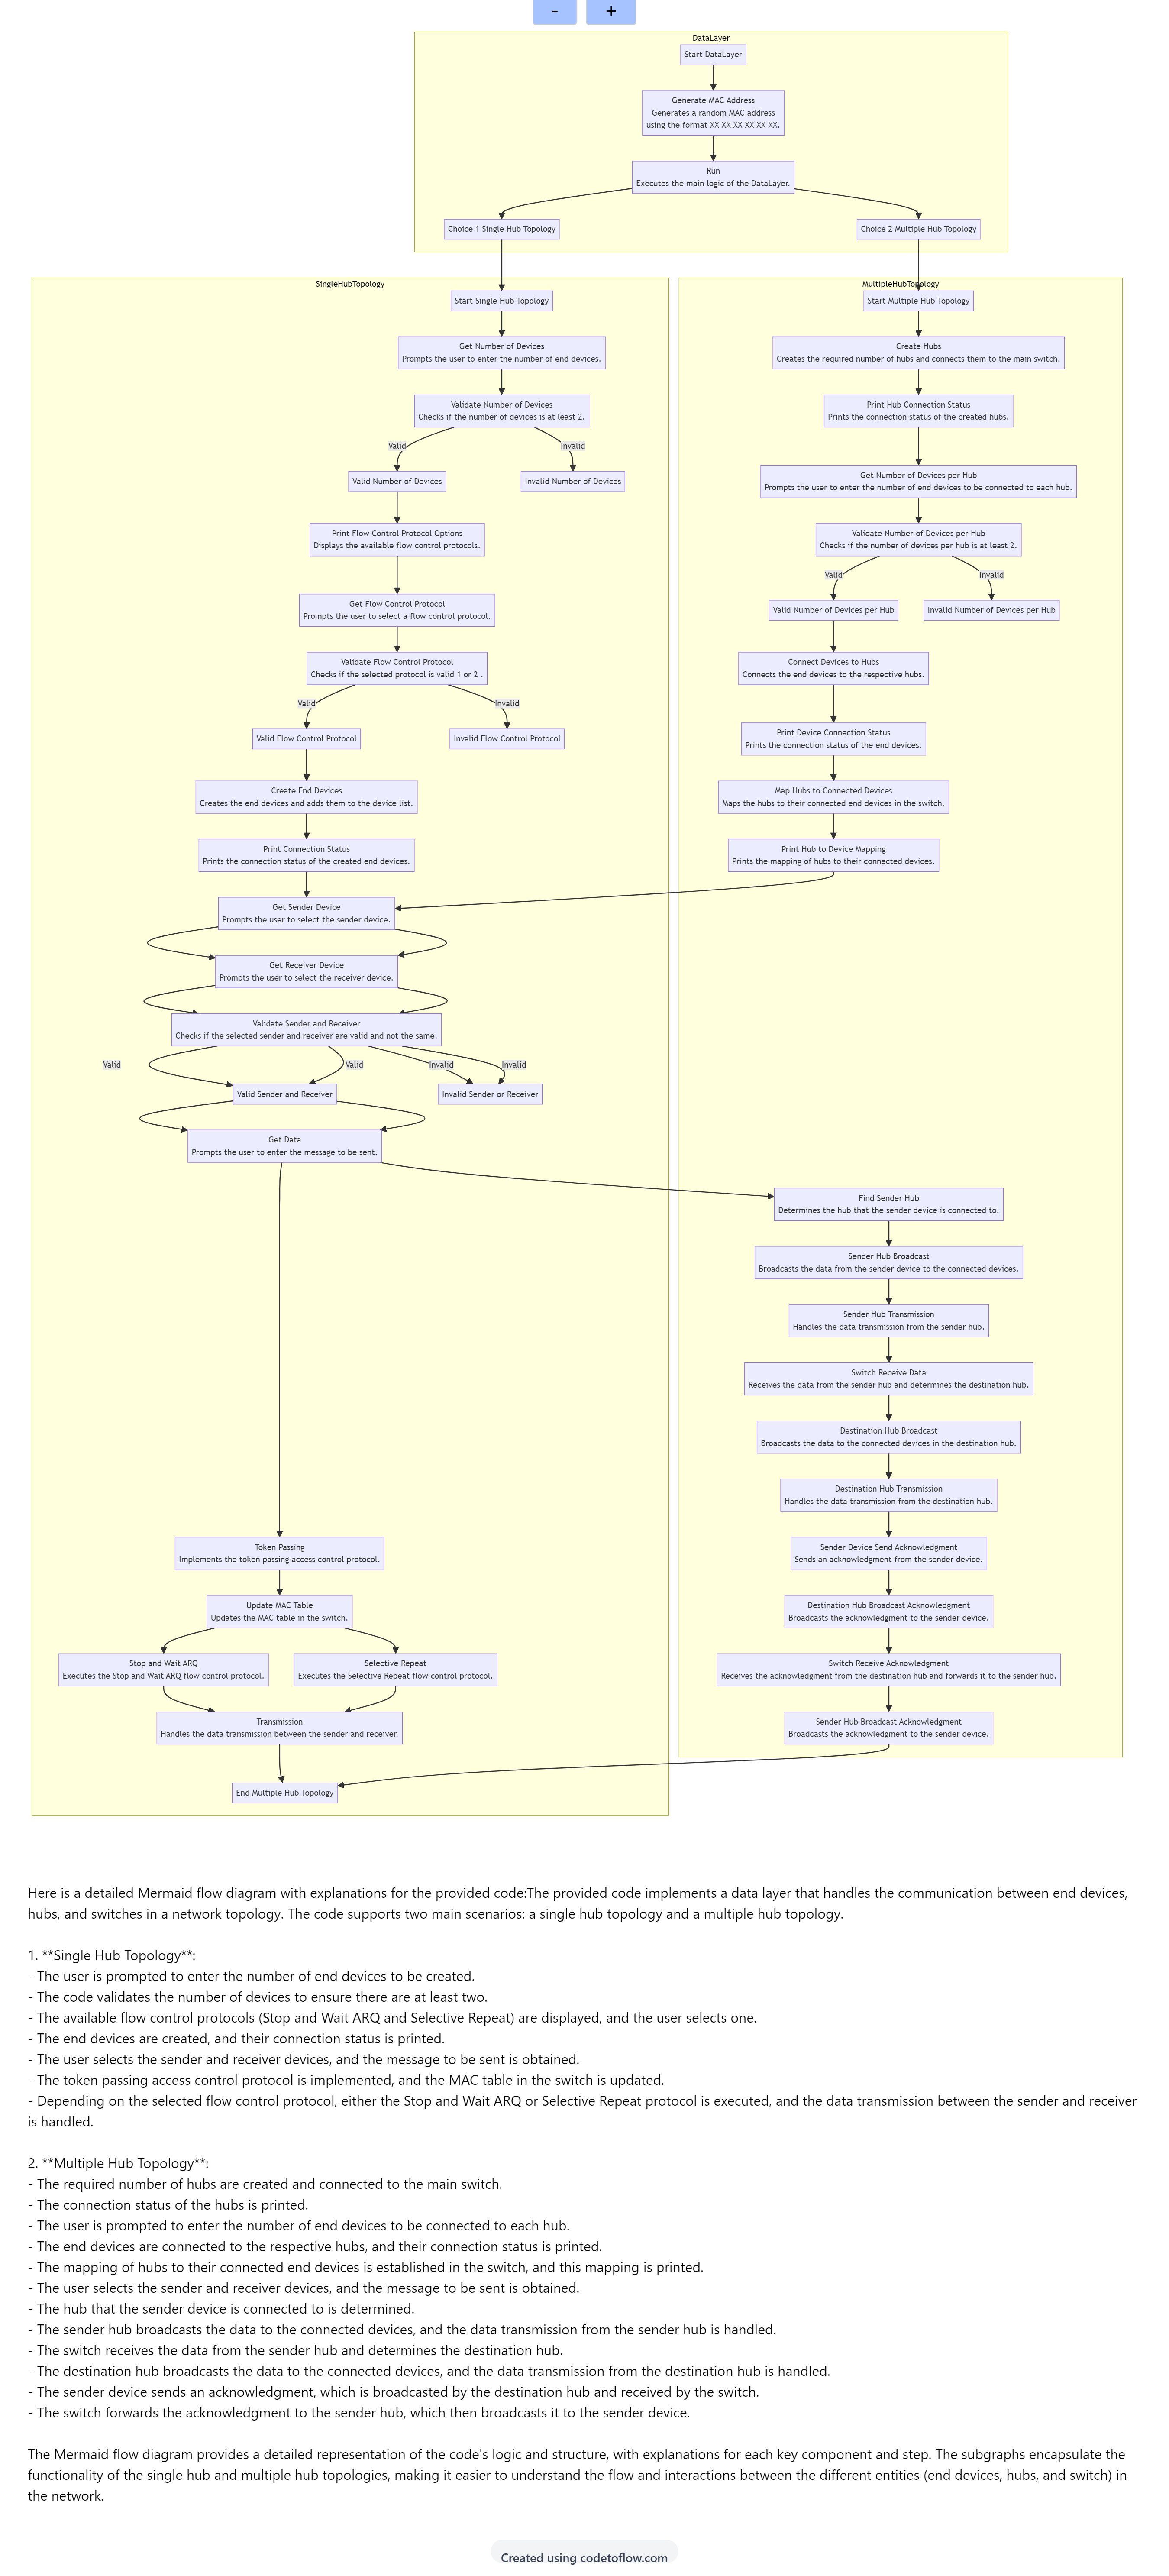 -
+
DataLayer
Start DataLayer
Generate MAC Address
Generates a random MAC address
using the format XX XX XX XX XX XX.
Run
Executes the main logic of the DataLayer.
Choice 1 Single Hub Topology
Choice 2 Multiple Hub Topology
SingleHubTopology
Start Single Hub Topology
Get Number of Devices
Prompts the user to enter the number of end devices.
Validate Number of Devices
Checks if the number of devices is at least 2.
Valid
Invalid
Valid Number of Devices
Invalid Number of Devices
Print Flow Control Protocol Options
Displays the available flow control protocols.
Get Flow Control Protocol
Prompts the user to select a flow control protocol.
Validate Flow Control Protocol
Checks if the selected protocol is valid 1 or 2 .
Valid
Invalid
Valid Flow Control Protocol
Invalid Flow Control Protocol
Create End Devices
Creates the end devices and adds them to the device list.
Print Connection Status
Prints the connection status of the created end devices.
Get Sender Device
Prompts the user to select the sender device.
Get Receiver Device
Prompts the user to select the receiver device.
Validate Sender and Receiver
Checks if the selected sender and receiver are valid and not the same.
Valid
Valid
Invalid
Invalid
Valid Sender and Receiver
Invalid Sender or Receiver
Get Data
Prompts the user to enter the message to be sent.
Token Passing
Implements the token passing access control protocol.
Update MAC Table
Updates the MAC table in the switch.
Stop and Wait ARQ
Executes the Stop and Wait ARQ flow control protocol.
Selective Repeat
Executes the Selective Repeat flow control protocol.
Transmission
Handles the data transmission between the sender and receiver.
End Multiple Hub Topology
MultipleHubTopology
Start Multiple Hub Topology
Create Hubs
Creates the required number of hubs and connects them to the main switch.
Print Hub Connection Status
Prints the connection status of the created hubs.
Get Number of Devices per Hub
Prompts the user to enter the number of end devices to be connected to each hub.
Validate Number of Devices per Hub
Checks if the number of devices per hub is at least 2.
Valid
Invalid
Valid Number of Devices per Hub
Invalid Number of Devices per Hub
Connect Devices to Hubs
Connects the end devices to the respective hubs.
Print Device Connection Status
Prints the connection status of the end devices.
Map Hubs to Connected Devices
Maps the hubs to their connected end devices in the switch.
Print Hub to Device Mapping
Prints the mapping of hubs to their connected devices.
Find Sender Hub
Determines the hub that the sender device is connected to.
Sender Hub Broadcast
Broadcasts the data from the sender device to the connected devices.
Sender Hub Transmission
Handles the data transmission from the sender hub.
Switch Receive Data
Receives the data from the sender hub and determines the destination hub.
Destination Hub Broadcast
Broadcasts the data to the connected devices in the destination hub.
Destination Hub Transmission
Handles the data transmission from the destination hub.
Sender Device Send Acknowledgment
Sends an acknowledgment from the sender device.
Destination Hub Broadcast Acknowledgment
Broadcasts the acknowledgment to the sender device.
Switch Receive Acknowledgment
Receives the acknowledgment from the destination hub and forwards it to the sender hub.
Sender Hub Broadcast Acknowledgment
Broadcasts the acknowledgment to the sender device.
Here is a detailed Mermaid flow diagram with explanations for the provided code:The provided code implements a data layer that handles the communication between end devices,
hubs, and switches in a network topology. The code supports two main scenarios: a single hub topology and a multiple hub topology.
1. **Single Hub Topology**:
- The user is prompted to enter the number of end devices to be created.
- The code validates the number of devices to ensure there are at least two.
- The available flow control protocols (Stop and Wait ARQ and Selective Repeat) are displayed, and the user selects one.
- The end devices are created, and their connection status is printed.
- The user selects the sender and receiver devices, and the message to be sent is obtained.
- The token passing access control protocol is implemented, and the MAC table in the switch is updated.
- Depending on the selected flow control protocol, either the Stop and Wait ARQ or Selective Repeat protocol is executed, and the data transmission between the sender and receiver
is handled.
2. **Multiple Hub Topology**:
- The required number of hubs are created and connected to the main switch.
- The connection status of the hubs is printed.
- The user is prompted to enter the number of end devices to be connected to each hub.
- The end devices are connected to the respective hubs, and their connection status is printed.
- The mapping of hubs to their connected end devices is established in the switch, and this mapping is printed.
- The user selects the sender and receiver devices, and the message to be sent is obtained.
- The hub that the sender device is connected to is determined.
- The sender hub broadcasts the data to the connected devices, and the data transmission from the sender hub is handled.
- The switch receives the data from the sender hub and determines the destination hub.
- The destination hub broadcasts the data to the connected devices, and the data transmission from the destination hub is handled.
- The sender device sends an acknowledgment, which is broadcasted by the destination hub and received by the switch.
- The switch forwards the acknowledgment to the sender hub, which then broadcasts it to the sender device.
The Mermaid flow diagram provides a detailed representation of the code's logic and structure, with explanations for each key component and step. The subgraphs encapsulate the
functionality of the single hub and multiple hub topologies, making it easier to understand the flow and interactions between the different entities (end devices, hubs, and switch) in
the network.
Created using codetoflow.com